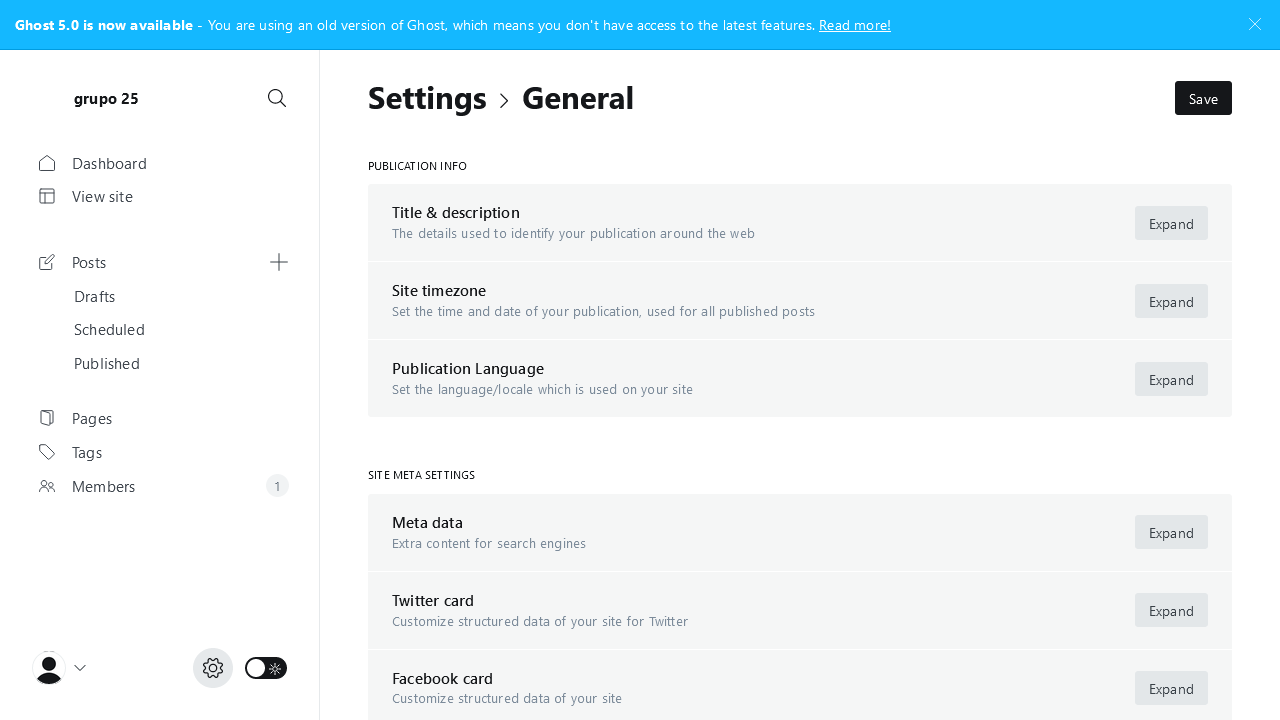 Ghost 5.0 is now available - You are using an old version of Ghost, which means you don't have access to the latest features. Read more!
grupo 25
Dashboard
View site
Posts
Drafts
Scheduled
Published
Pages
Tags
Members
1
Settings > General
Save
PUBLICATION INFO
Title & description
The details used to identify your publication around the web
Expand
Site timezone
Set the time and date of your publication, used for all published posts
Expand
Publication Language
Set the language/locale which is used on your site
Expand
SITE META SETTINGS
Meta data
Extra content for search engines
Expand
Twitter card
Customize structured data of your site for Twitter
Expand
Facebook card
Customize structured data of your site
Expand